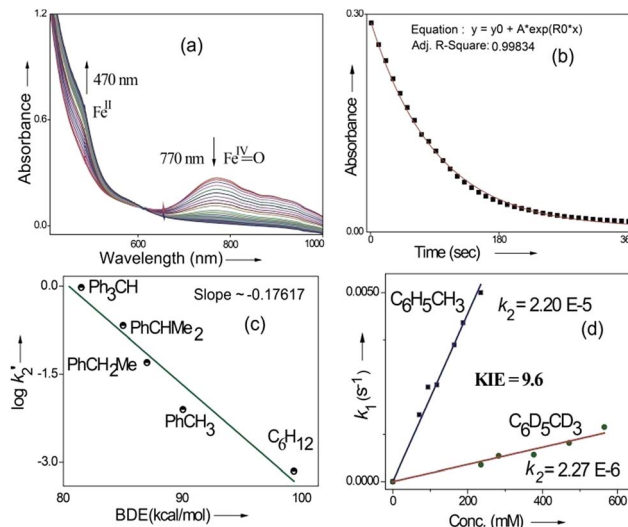 1.2
(a)
470 nm
Fe^II
770 nm
Fe^IV=O
0.6
0.0
Absorbance
600
800
1000
Wavelength (nm)
0.30
Equation : y = y0 + A*exp(R0*x)
Adj. R-Square: 0.99834
(b)
Absorbance
0.00
0
180
360
Time (sec)
0.0
Ph3CH
Slope ~ -0.17617
(c)
PhCHMe2
-1.5
PhCH2Me
PhCH3
C6H12
-3.0
log k2'
80
90
100
BDE(kcal/mol)
0.0050
C6H5CH3
k2 = 2.20 E-5
(d)
KIE = 9.6
C6D5CD3
k2 = 2.27 E-6
0.0000
k1 (s^-1)
0
200
400
600
Conc. (mM)